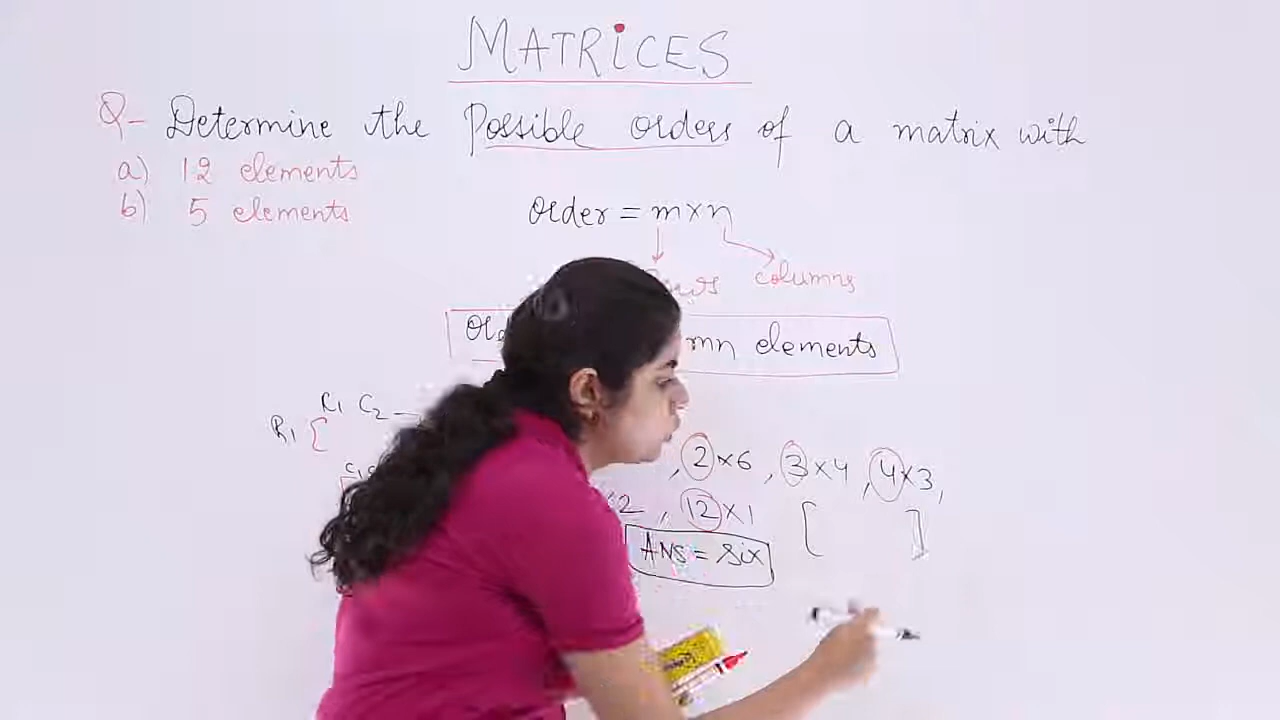 MATRICES
Q- Determine the Possible orders of a matrix with
a) 12 elements
b) 5 elements
Order = m×n
columns
mn elements
R1 C2
R1 {
, 2×6 , 3×4 , 4×3,
2 , 12×1 [ ]
ANS = Six